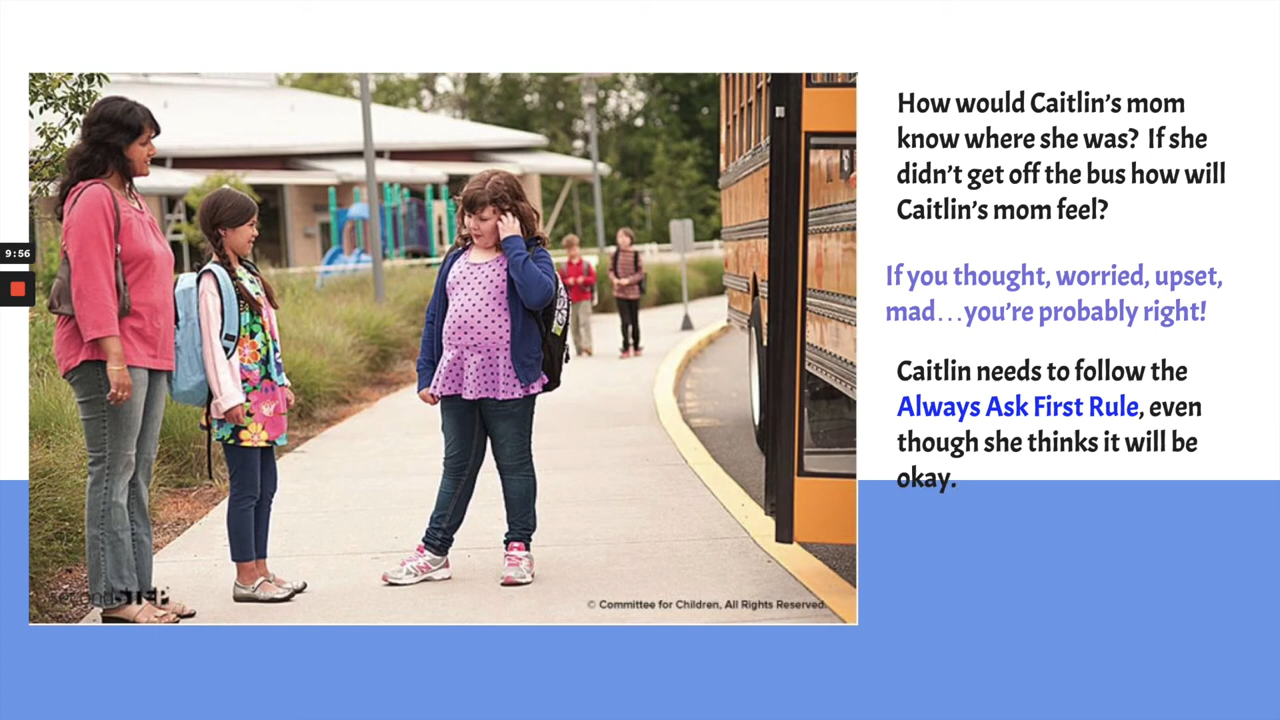 How would Caitlin’s mom
know where she was?  If she
didn’t get off the bus how will
Caitlin’s mom feel?
If you thought, worried, upset,
mad…you’re probably right!
Caitlin needs to follow the
Always Ask First Rule, even
though she thinks it will be
okay.
9:56
second STEP
© Committee for Children, All Rights Reserved.